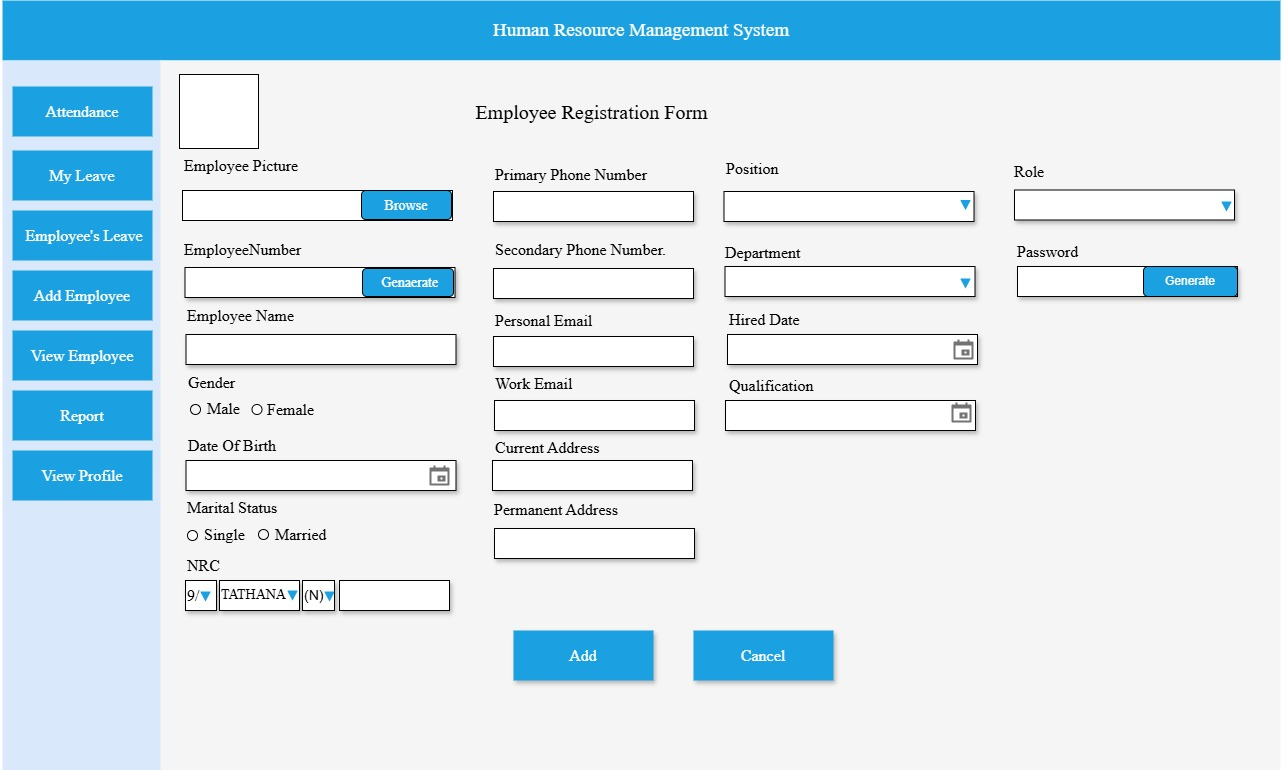 Human Resource Management System
Attendance
My Leave
Employee's Leave
Add Employee
View Employee
Report
View Profile
Employee Registration Form
Employee Picture
Browse
EmployeeNumber
Genaerate
Employee Name
Gender
Male Female
Date Of Birth
Marital Status
Single Married
NRC
9/ TATHANA (N)
Primary Phone Number
Secondary Phone Number.
Personal Email
Work Email
Current Address
Permanent Address
Position
Department
Hired Date
Qualification
Role
Password
Generate
Add
Cancel